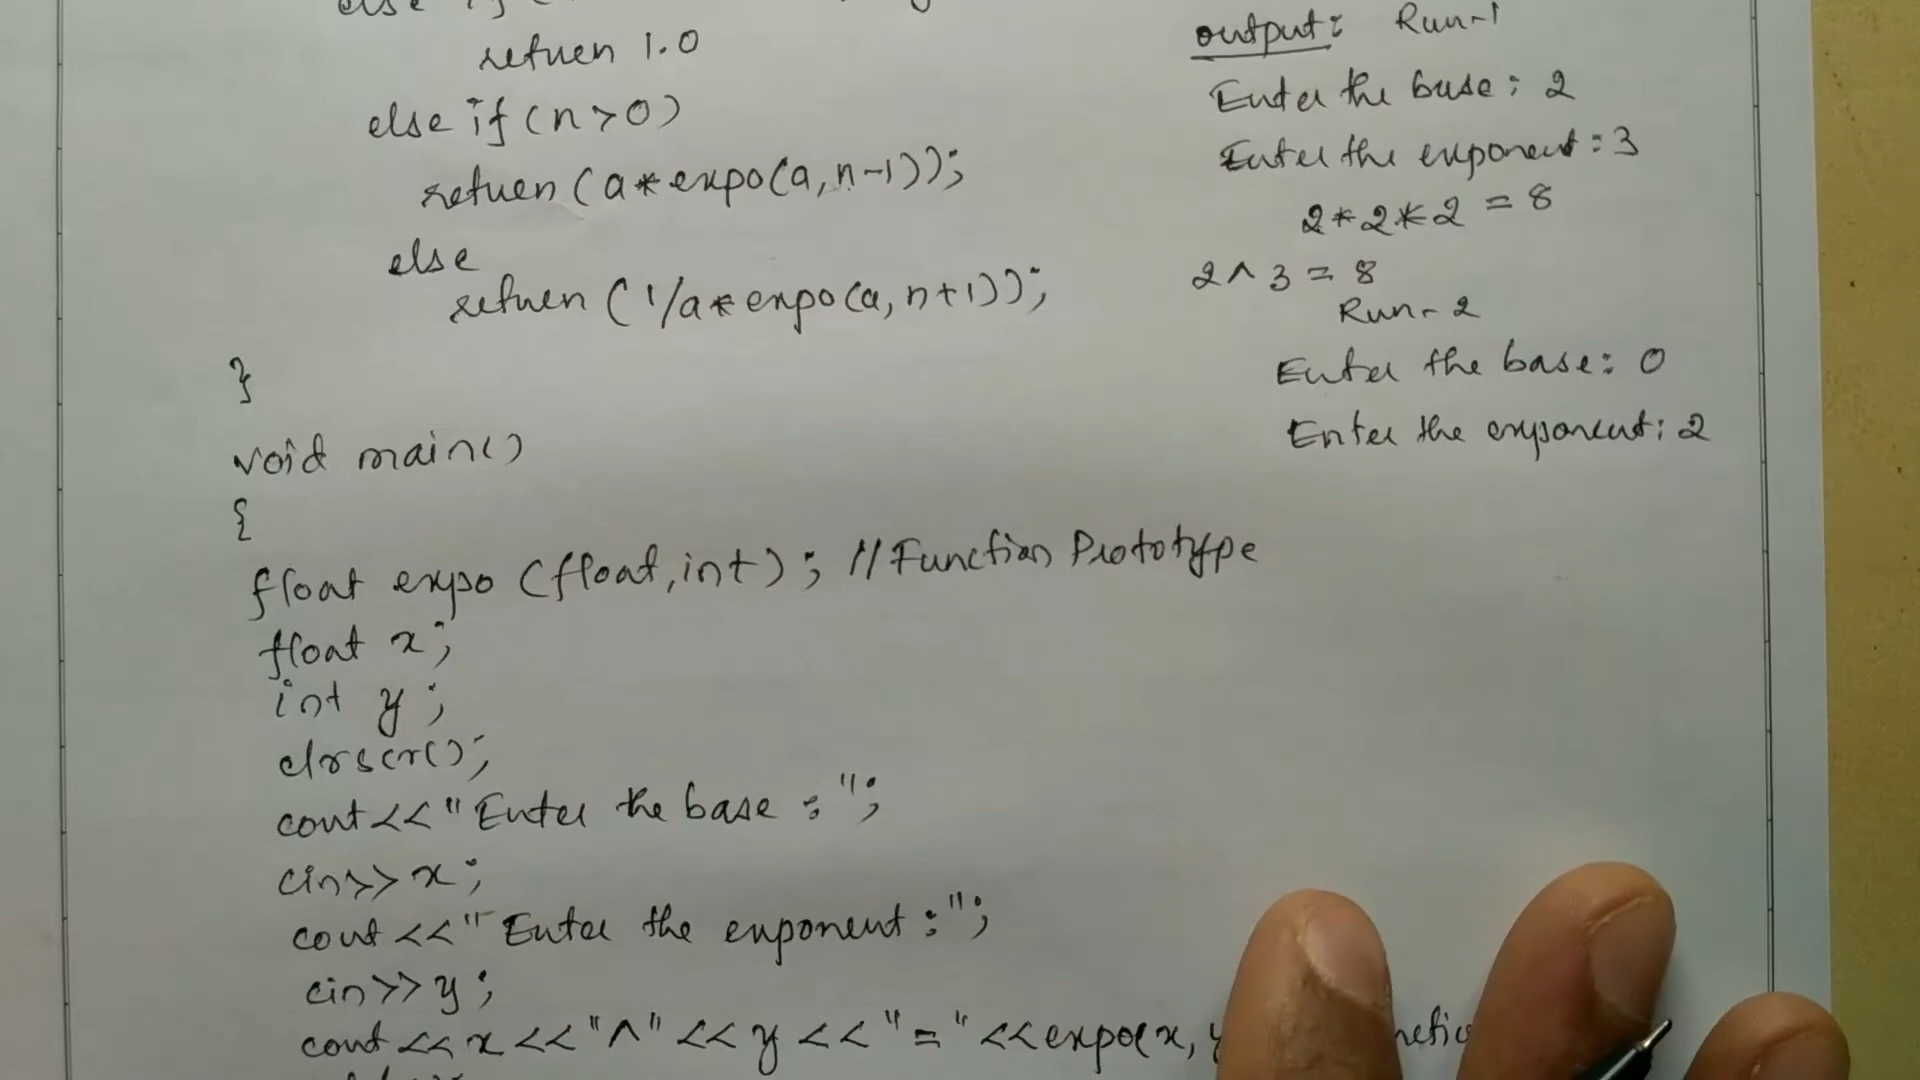 else if(
return 1.0
else if(n>0)
return(a*expo(a,n-1));
else
return(1/a*expo(a,n+1));
}
void main()
{
float expo(float,int); //Function Prototype
float x;
int y;
clrscr();
cout<<"Enter the base :";
cin>>x;
cout<<"Enter the exponent :";
cin>>y;
cout<<x<<"^"<<y<<"="<<expo(x,
output: Run-1
Enter the base: 2
Enter the exponent: 3
2*2*2 = 8
2^3 = 8
Run-2
Enter the base: 0
Enter the exponent: 2